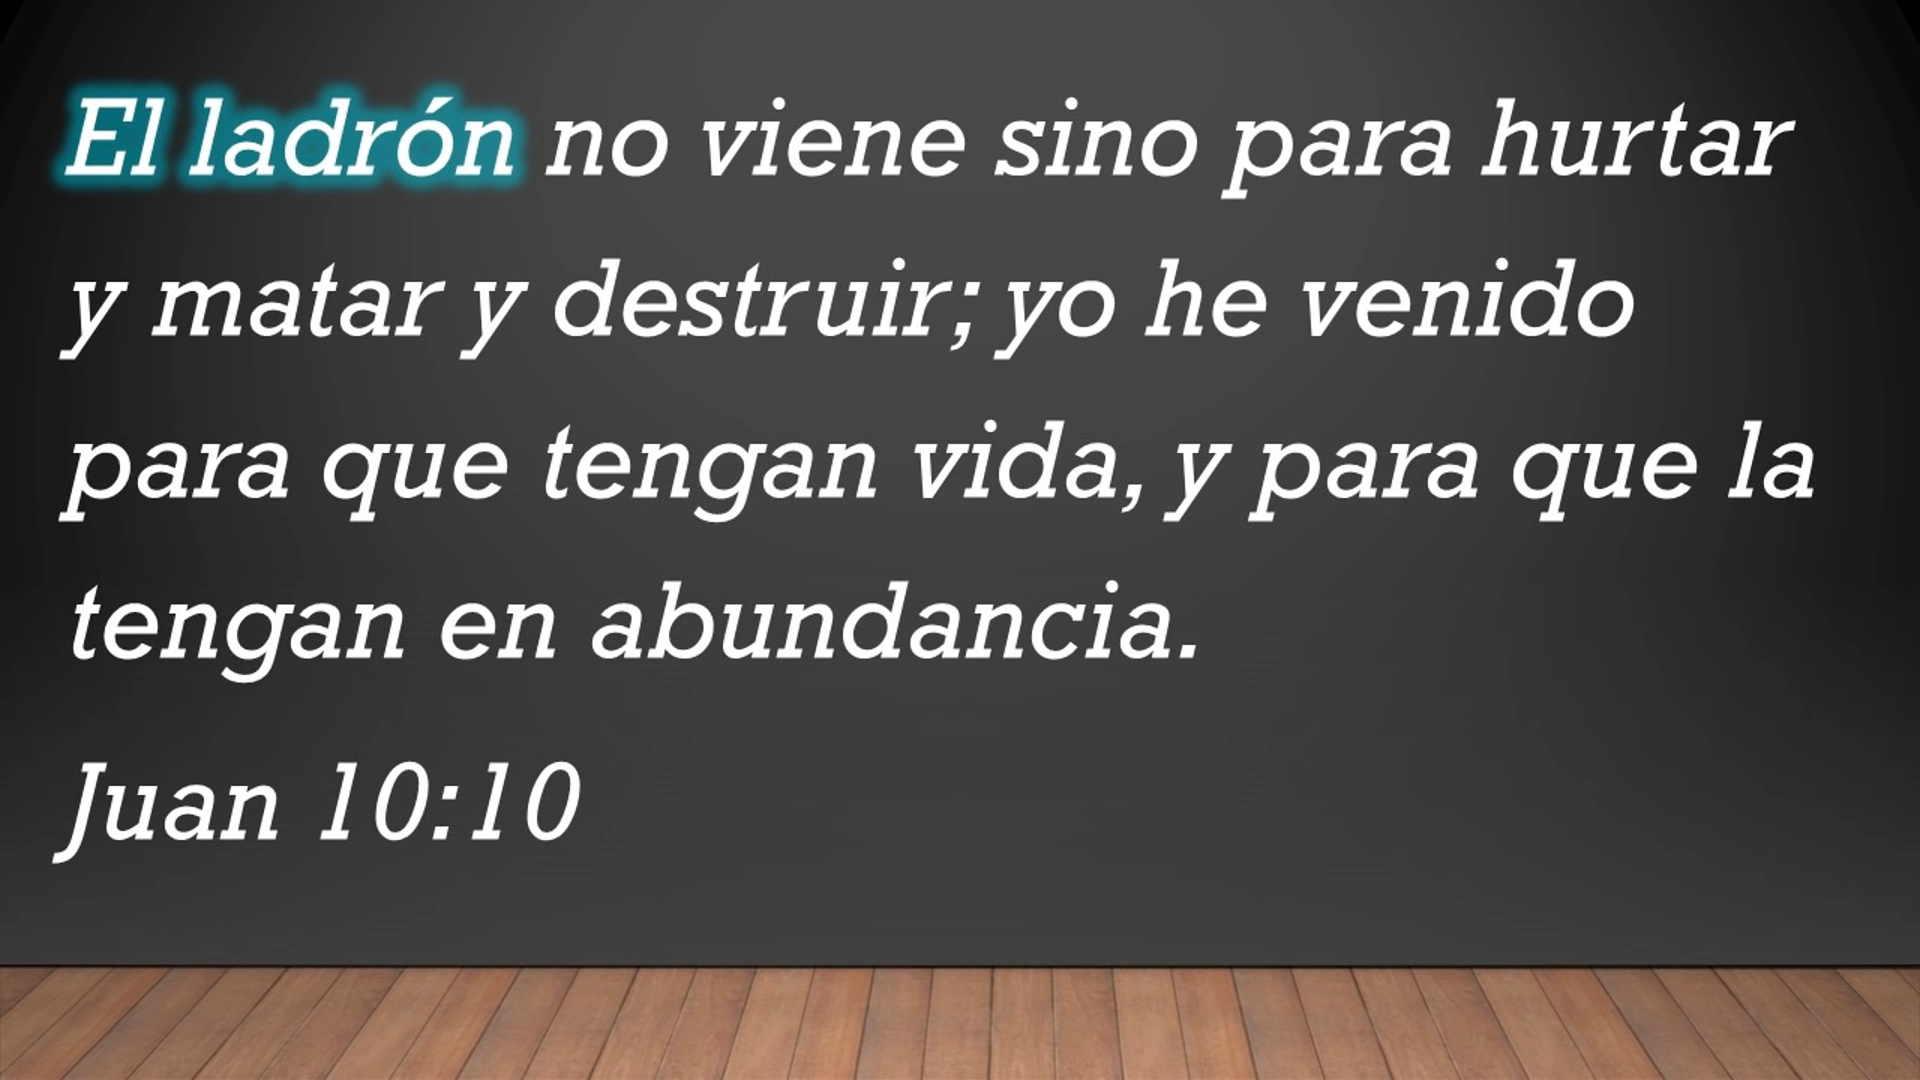 El ladrón no viene sino para hurtar
y matar y destruir; yo he venido
para que tengan vida, y para que la
tengan en abundancia.
Juan 10:10